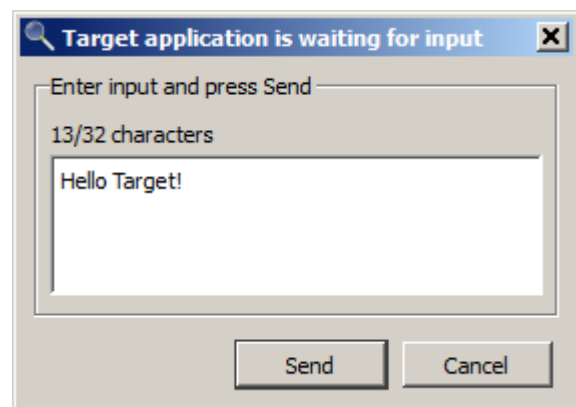 Target application is waiting for input
Enter input and press Send
13/32 characters
Hello Target!
Send
Cancel